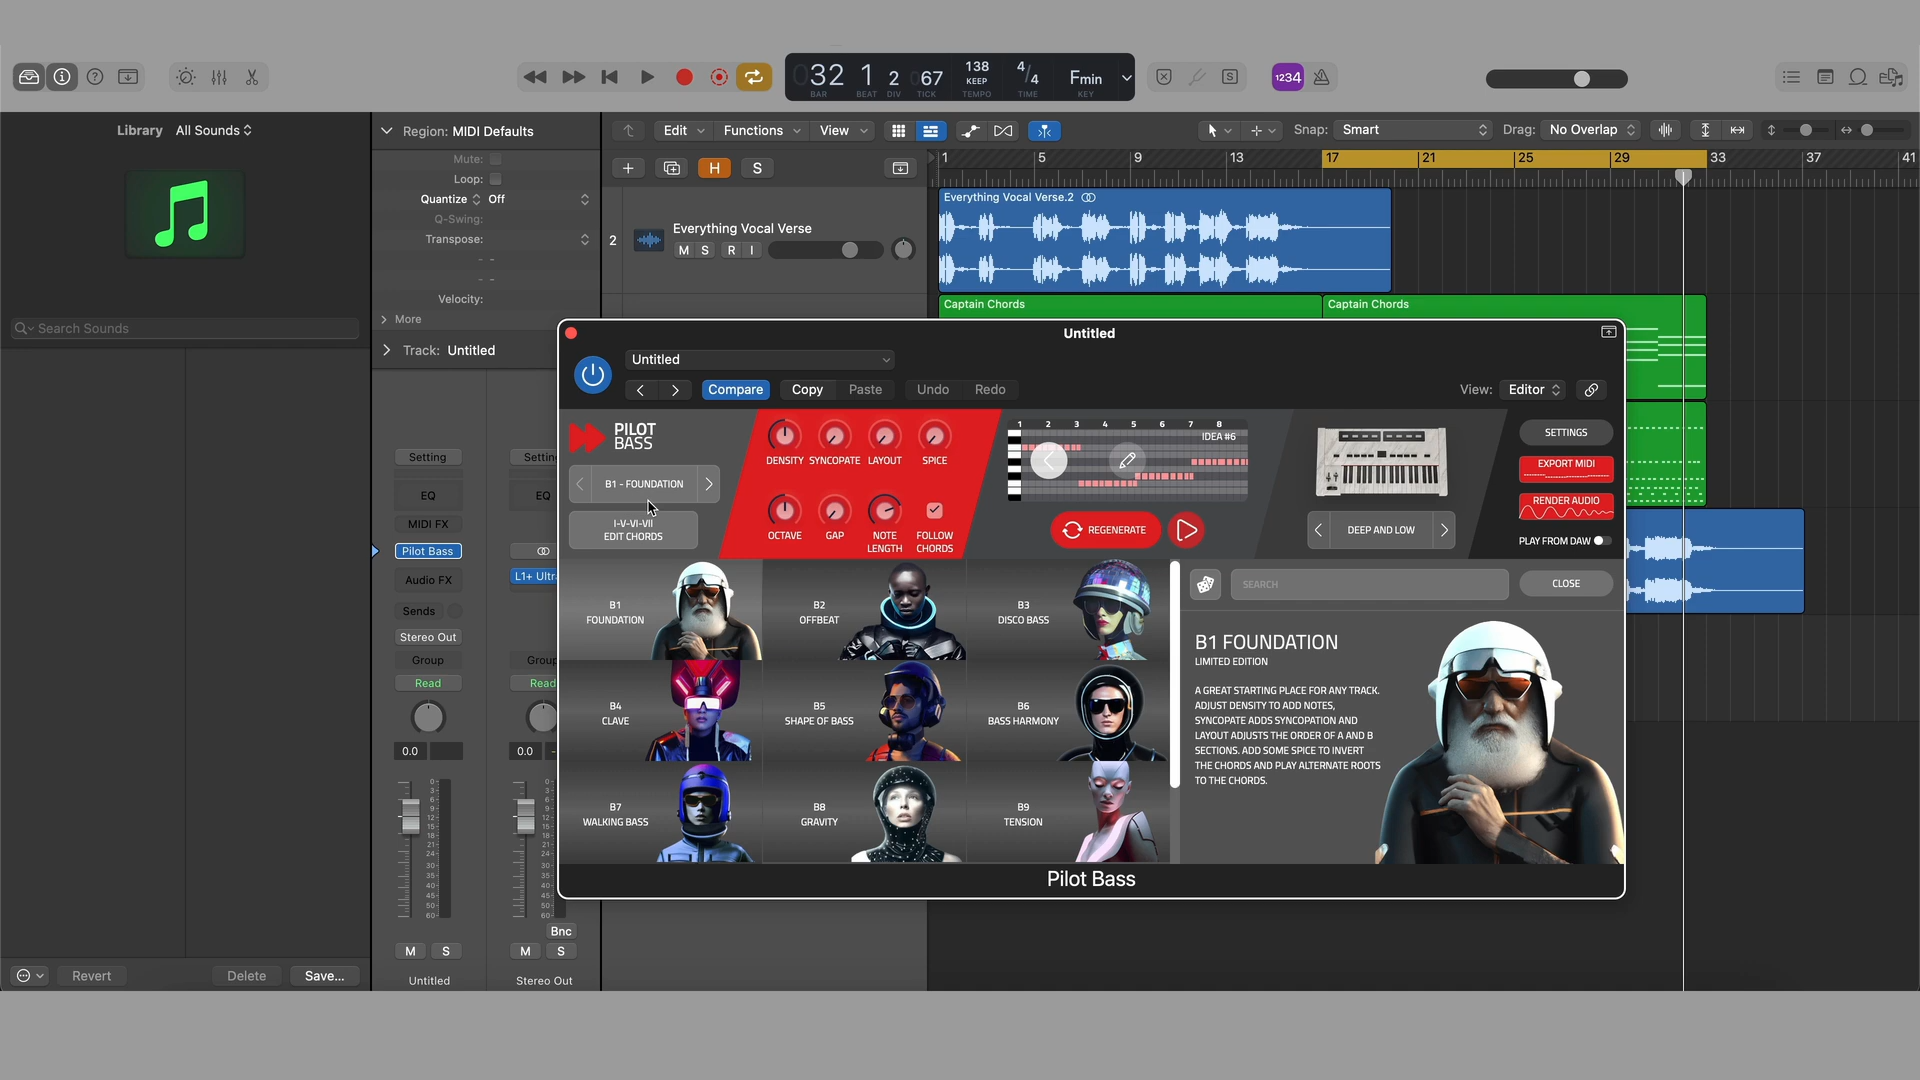 032 1 2 067
138
KEEP
4/4
Fmin
BAR BEAT DIV TICK TEMPO TIME KEY
S
1234
Library All Sounds
Search Sounds
Revert Delete Save...
Region: MIDI Defaults
Mute:
Loop:
Quantize Off
Q-Swing:
Transpose:
Velocity:
More
Track: Untitled
Setting
EQ
MIDI FX
Pilot Bass
Audio FX
Sends
Stereo Out
Group
Read
0.0
M S
Untitled
Setting
EQ
L1+ Ultr
Group
Read
0.0
Bnc
M S
Stereo Out
Edit Functions View
Snap: Smart Drag: No Overlap
H S
1 5 9 13 17 21 25 29 33 37 41
2
Everything Vocal Verse
M S R I
Everything Vocal Verse.2
Captain Chords Captain Chords
Untitled
Untitled
Compare Copy Paste Undo Redo
View: Editor
PILOT
BASS
B1 - FOUNDATION
I-V-VI-VII
EDIT CHORDS
DENSITY SYNCOPATE LAYOUT SPICE
OCTAVE GAP NOTE LENGTH FOLLOW CHORDS
1 2 3 4 5 6 7 8
IDEA #6
REGENERATE
DEEP AND LOW
SETTINGS
EXPORT MIDI
RENDER AUDIO
PLAY FROM DAW
B1
FOUNDATION
B2
OFFBEAT
B3
DISCO BASS
B4
CLAVE
B5
SHAPE OF BASS
B6
BASS HARMONY
B7
WALKING BASS
B8
GRAVITY
B9
TENSION
SEARCH
CLOSE
B1 FOUNDATION
LIMITED EDITION
A GREAT STARTING PLACE FOR ANY TRACK.
ADJUST DENSITY TO ADD NOTES,
SYNCOPATE ADDS SYNCOPATION AND
LAYOUT ADJUSTS THE ORDER OF A AND B
SECTIONS. ADD SOME SPICE TO INVERT
THE CHORDS AND PLAY ALTERNATE ROOTS
TO THE CHORDS.
Pilot Bass